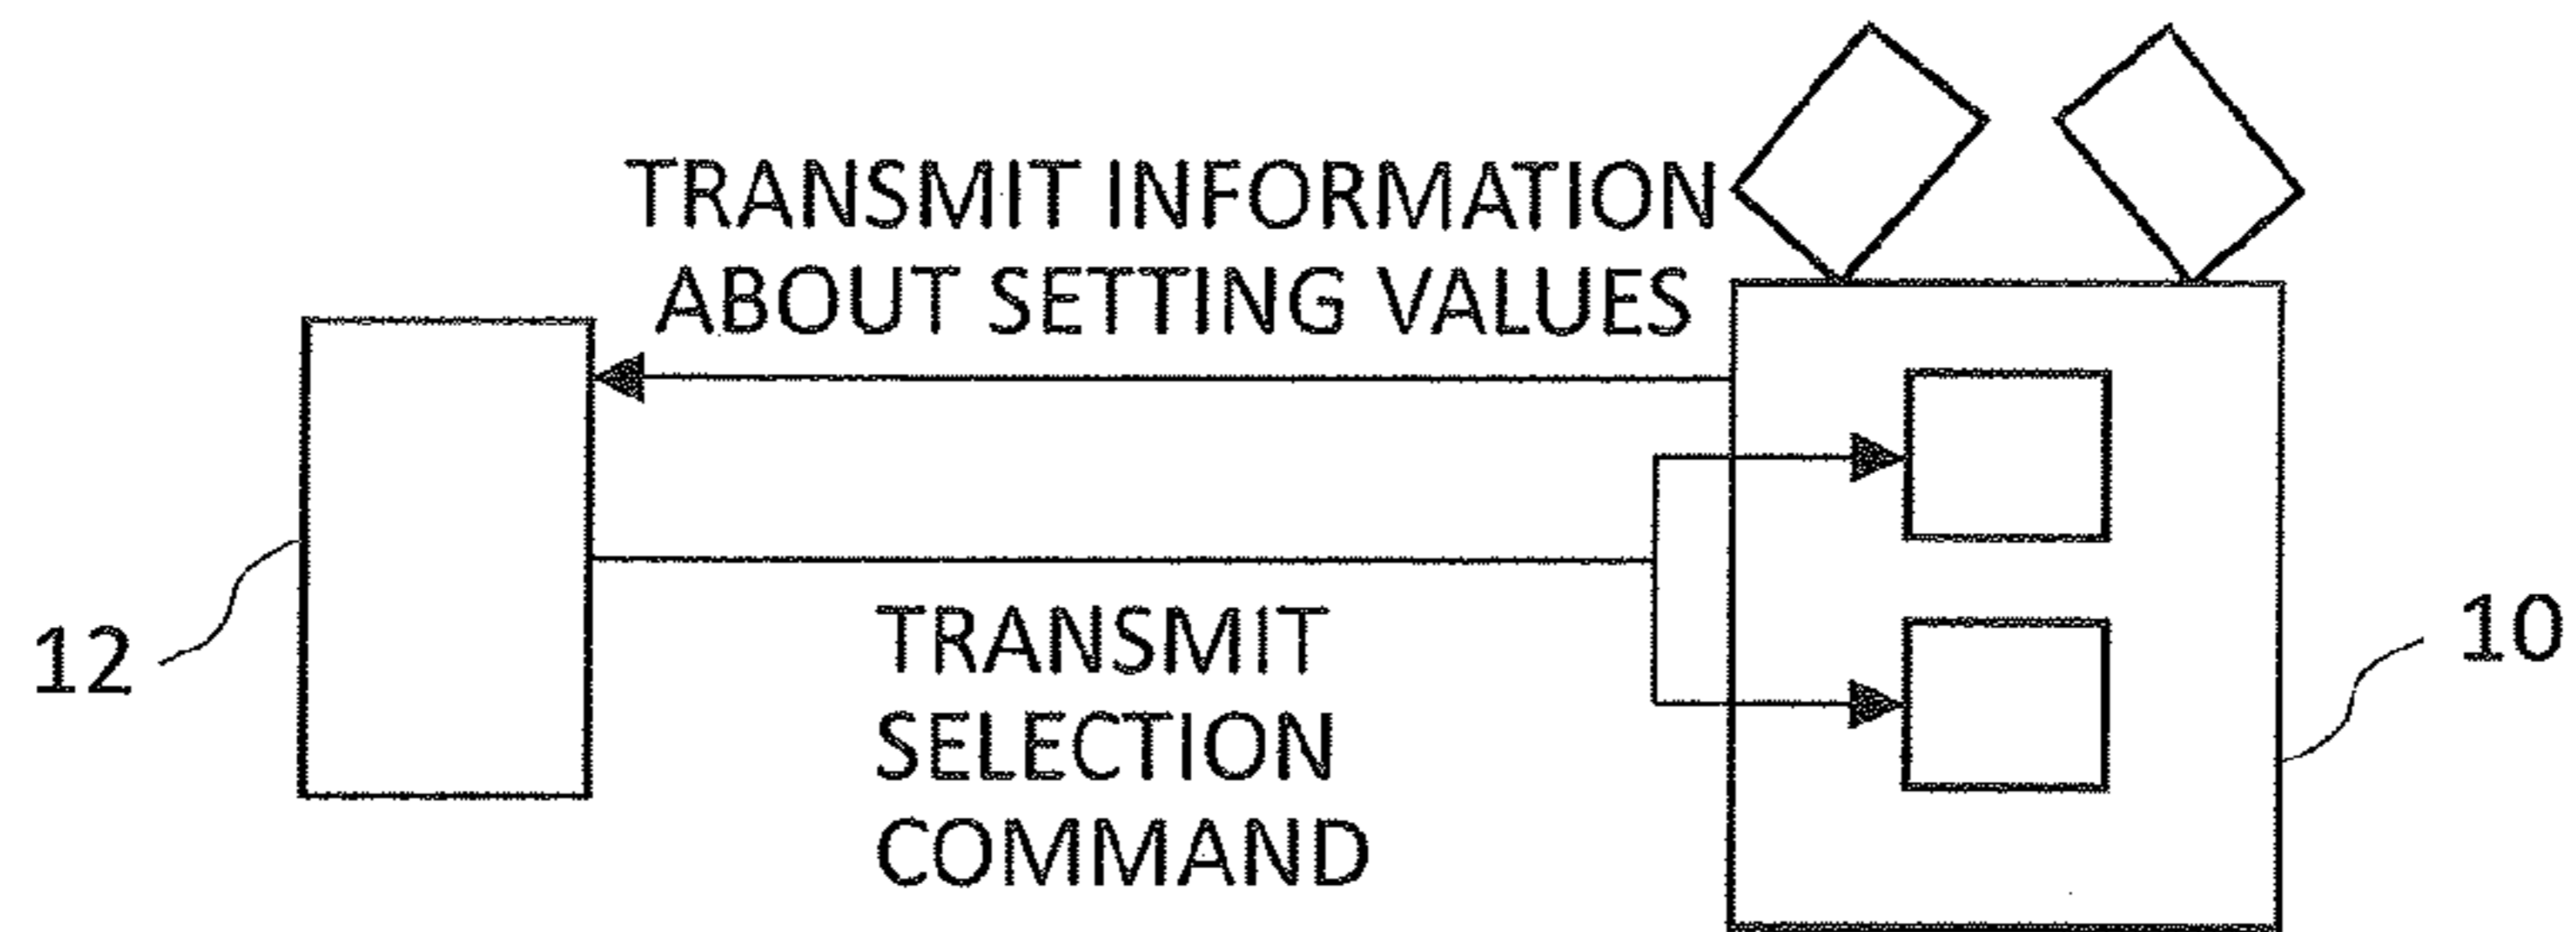 TRANSMIT INFORMATION
ABOUT SETTING VALUES
12
10
TRANSMIT
SELECTION
COMMAND